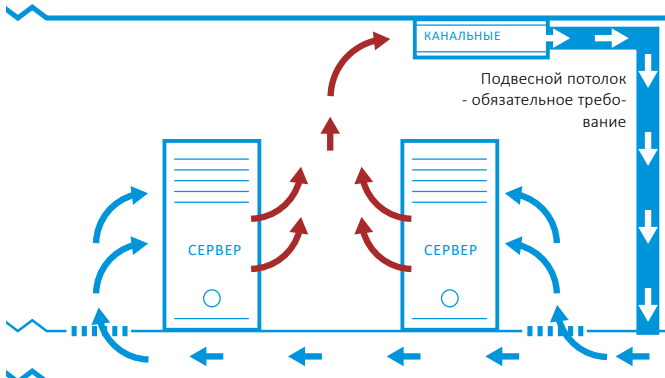 КАНАЛЬНЫЕ
Подвесной потолок
- обязательное требо-
вание
СЕРВЕР
СЕРВЕР